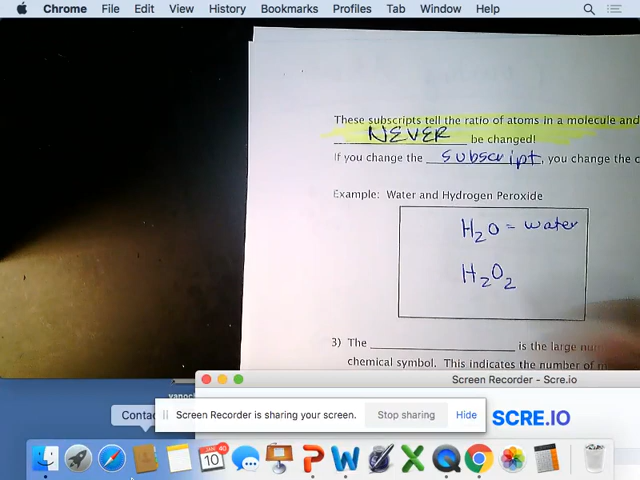 Chrome File Edit View History Bookmarks Profiles Tab Window Help
These subscripts tell the ratio of atoms in a molecule and
NEVER be changed!
If you change the subscript, you change the c
Example: Water and Hydrogen Peroxide
H₂O = water
H₂O₂
3) The ____________ is the large
chemical symbol. This indicates the number of
Screen Recorder - Scre.io
Contac
Screen Recorder is sharing your screen. Stop sharing Hide
SCRE.IO
10